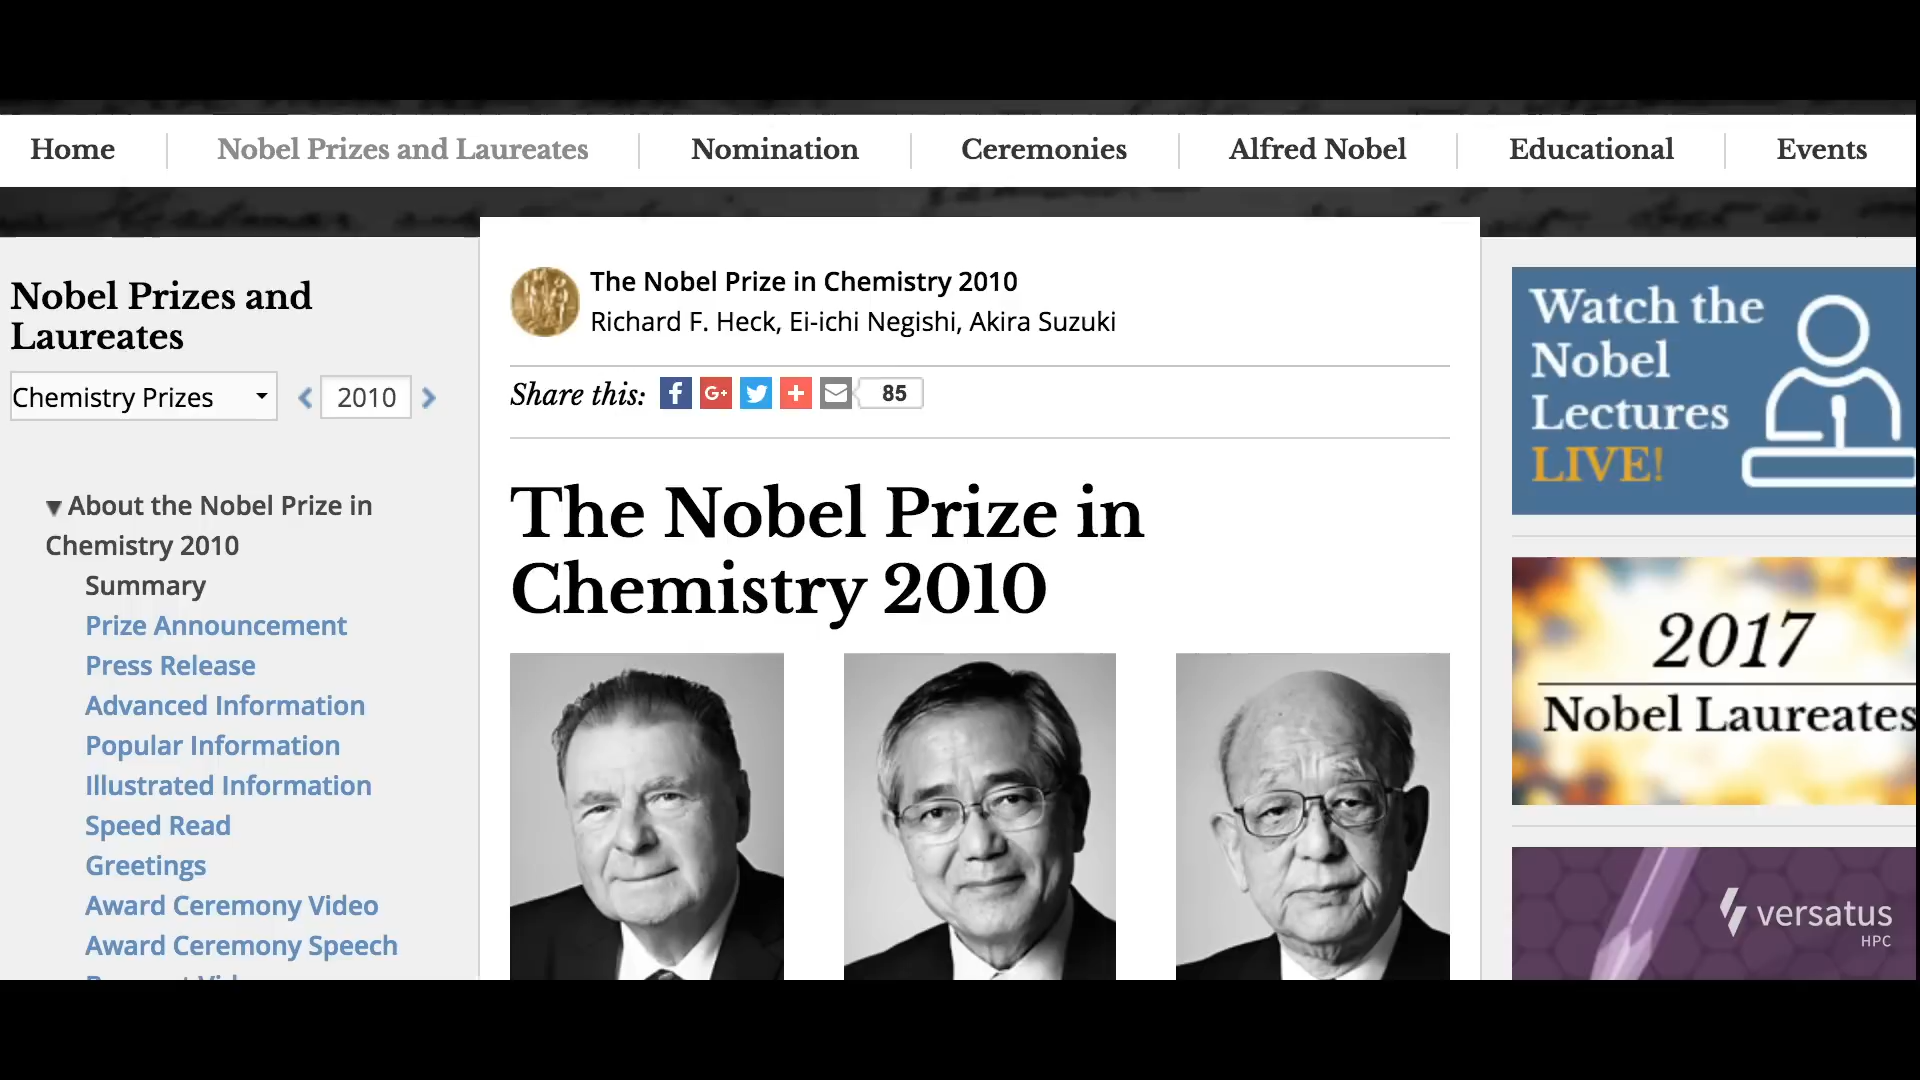 Home
Nobel Prizes and Laureates
Nomination
Ceremonies
Alfred Nobel
Educational
Events
Nobel Prizes and
Laureates
Chemistry Prizes
2010
▼ About the Nobel Prize in
Chemistry 2010
Summary
Prize Announcement
Press Release
Advanced Information
Popular Information
Illustrated Information
Speed Read
Greetings
Award Ceremony Video
Award Ceremony Speech
The Nobel Prize in Chemistry 2010
Richard F. Heck, Ei-ichi Negishi, Akira Suzuki
Share this:
f
G+
+
85
The Nobel Prize in
Chemistry 2010
Watch the
Nobel
Lectures
LIVE!
2017
Nobel Laureates
versatus
HPC